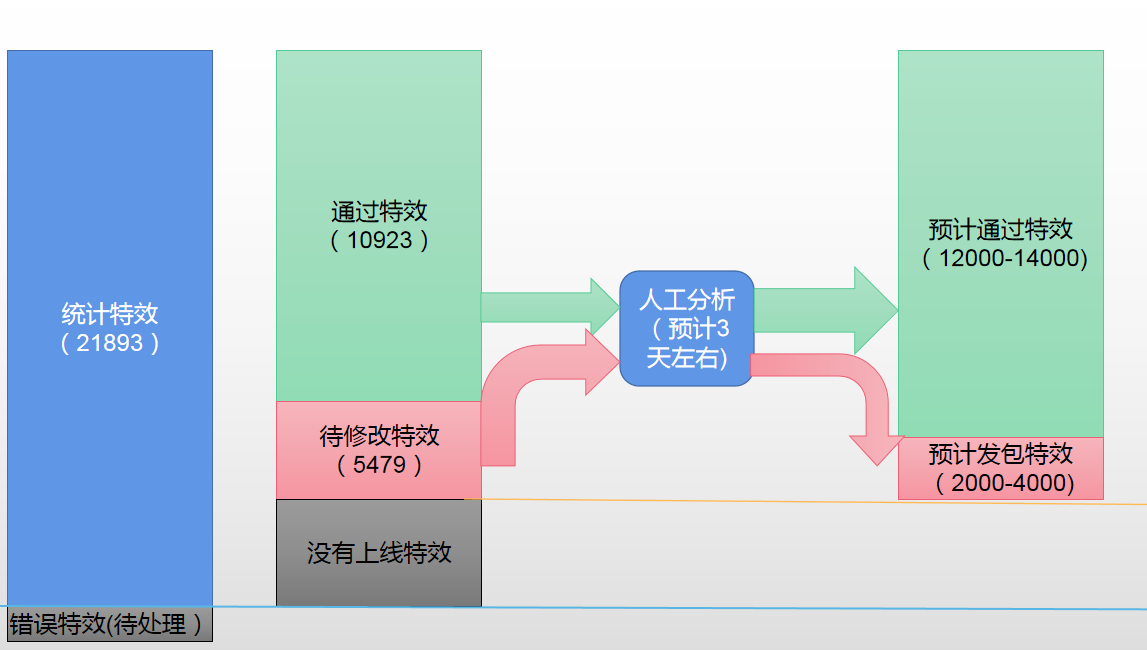 统计特效
（21893）
错误特效(待处理）
通过特效
（10923）
待修改特效
（5479）
没有上线特效
人工分析
（预计3
天左右)
预计通过特效
（12000-14000)
预计发包特效
（2000-4000)